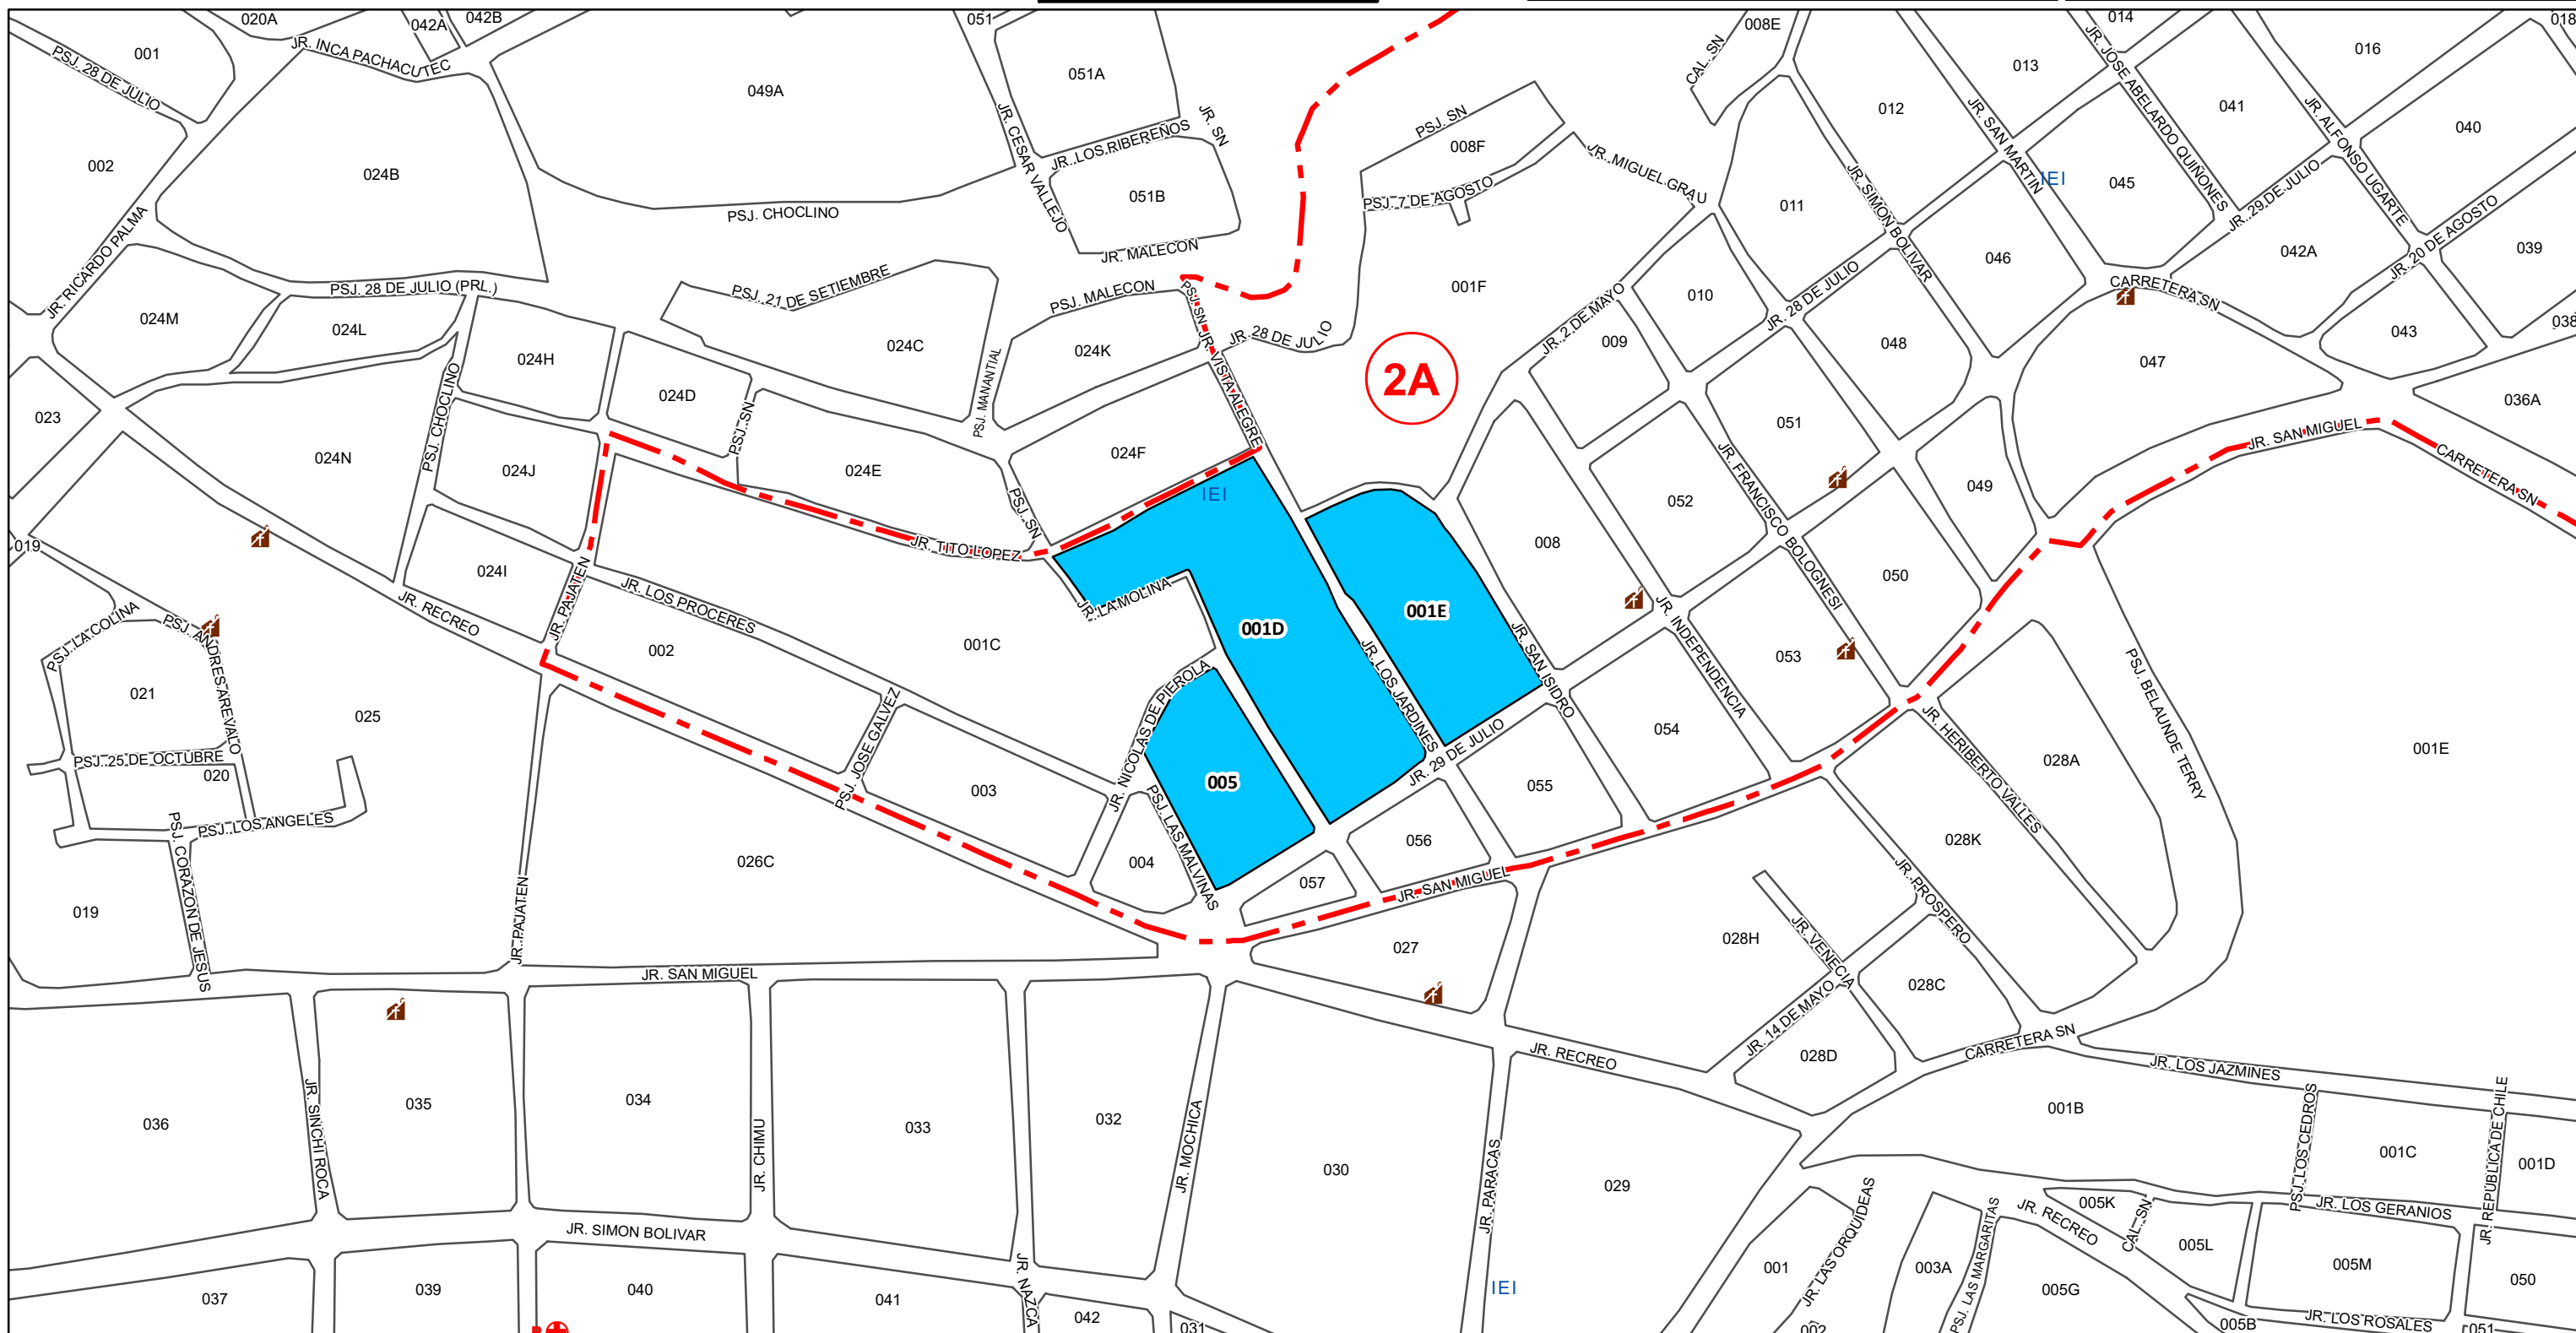 020A
042A
042B
051
008E
014
018
001
PSJ. 28 DE JULIO
JR. INCA PACHACUTEC
049A
051A
CAL. SN
013
JR. JOSE ABELARDO QUIÑONES
016
002
024B
JR. CESAR VALLEJO
JR. LOS RIBEREÑOS
JR. SN
PSJ. SN
008F
JR. MIGUEL GRAU
012
JR. SAN MARTIN
041
JR. ALFONSO UGARTE
040
JR. RICARDO PALMA
PSJ. CHOCLINO
051B
JR. MALECON
PSJ. 7 DE AGOSTO
011
JR. SIMON BOLIVAR
IEI
045
JR. 29 DE JULIO
JR. 20 DE AGOSTO
039
024M
PSJ. 28 DE JULIO (PRL.)
024L
PSJ. 21 DE SETIEMBRE
PSJ. MALECON
PSJ. SN
001F
010
JR. 28 DE JULIO
046
CARRETERA SN
042A
024H
024C
024K
JR. VISTA ALEGRE
JR. 28 DE JULIO
JR. 2 DE MAYO
009
048
047
043
038
023
PSJ. CHOCLINO
024D
PSJ. SN
PSJ. MANANTIAL
2A
051
036A
024N
024J
024E
024F
IEI
052
JR. FRANCISCO BOLOGNESI
049
JR. SAN MIGUEL
CARRETERA SN
PSJ. SN
019
024I
JR. PAJATEN
JR. TITO LOPEZ
008
050
PSJ. LA COLINA
PSJ. ANDRES AREVALO
JR. RECREO
JR. LOS PROCERES
JR. LA MOLINA
001E
JR. INDEPENDENCIA
002
001C
001D
JR. LOS JARDINES
JR. SAN ISIDRO
053
PSJ. BELAUNDE TERRY
021
025
PSJ. JOSE GALVEZ
JR. NICOLAS DE PIEROLA
JR. 29 DE JULIO
054
JR. HERIBERTO VALLES
028A
001E
PSJ. 25 DE OCTUBRE
020
003
005
055
PSJ. LOS ANGELES
PSJ. CORAZON DE JESUS
026C
004
PSJ. LAS MALVINAS
056
057
JR. SAN MIGUEL
028K
JR. PROSPERO
019
JR. PAJATEN
027
028H
JR. VENECIA
JR. SAN MIGUEL
028C
JR. 14 DE MAYO
028D
CARRETERA SN
JR. RECREO
JR. LOS JAZMINES
036
JR. SINCHI ROCA
035
034
JR. CHIMU
033
032
JR. MOCHICA
030
JR. PARACAS
029
001B
PSJ. LOS CEDROS
001C
JR. REPÚBLICA DE CHILE
001D
JR. SIMON BOLIVAR
JR. LAS ORQUIDEAS
PSJ. LAS MARGARITAS
JR. RECREO
005K
CAL. SN
JR. LOS GERANIOS
005L
037
039
040
041
JR. NAZCA
042
031
IEI
001
002
003A
005G
005M
050
005B
JR. LOS ROSALES
051